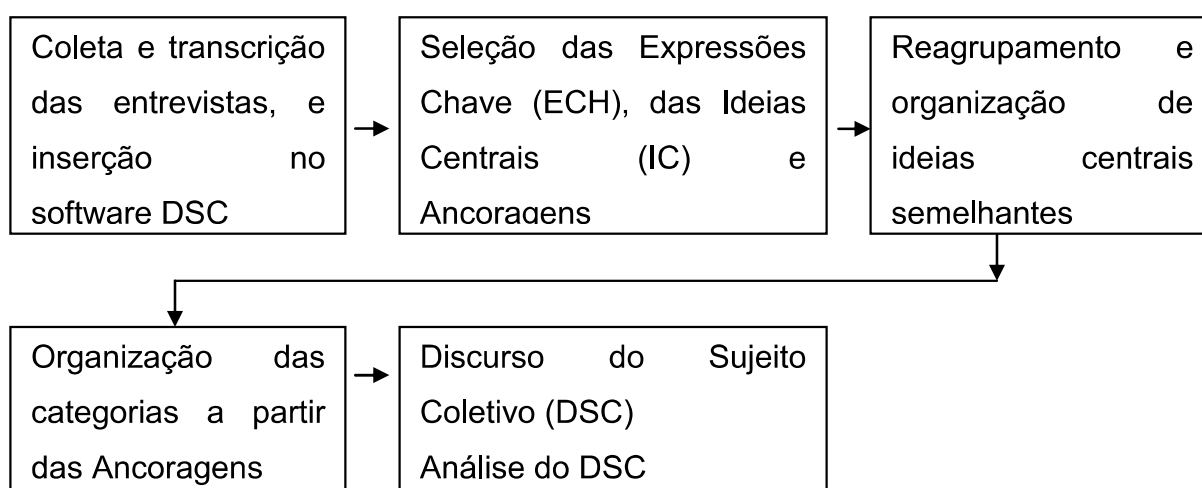 Coleta e transcrição
das entrevistas, e
inserção no
software DSC
Seleção das Expressões
Chave (ECH), das Ideias
Centrais (IC) e
Ancoragens
Reagrupamento e
organização de
ideias centrais
semelhantes
Organização das
categorias a partir
das Ancoragens
Discurso do Sujeito
Coletivo (DSC)
Análise do DSC